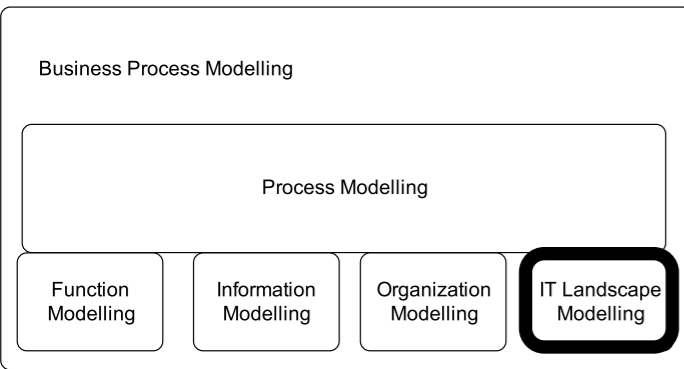 Business Process Modelling
Process Modelling
Function
Modelling
Information
Modelling
Organization
Modelling
IT Landscape
Modelling